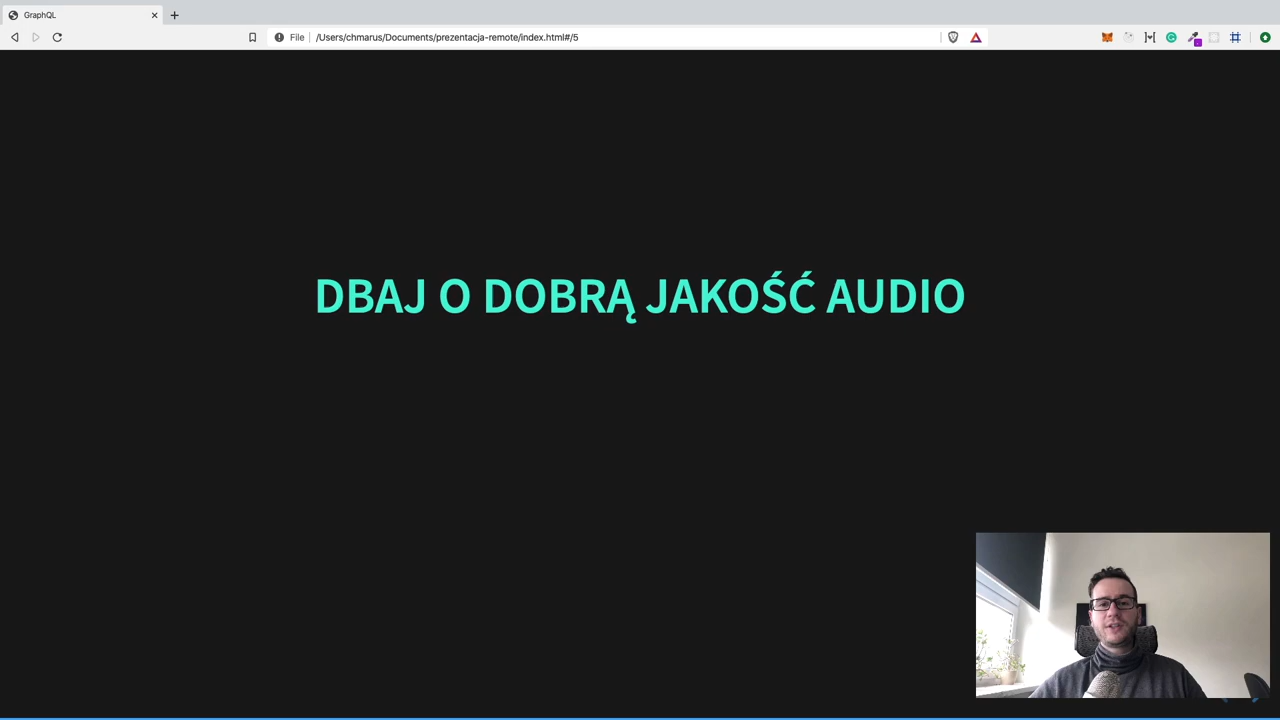 GraphQL
File /Users/chmarus/Documents/prezentacja-remote/index.html#/5
DBAJ O DOBRĄ JAKOŚĆ AUDIO